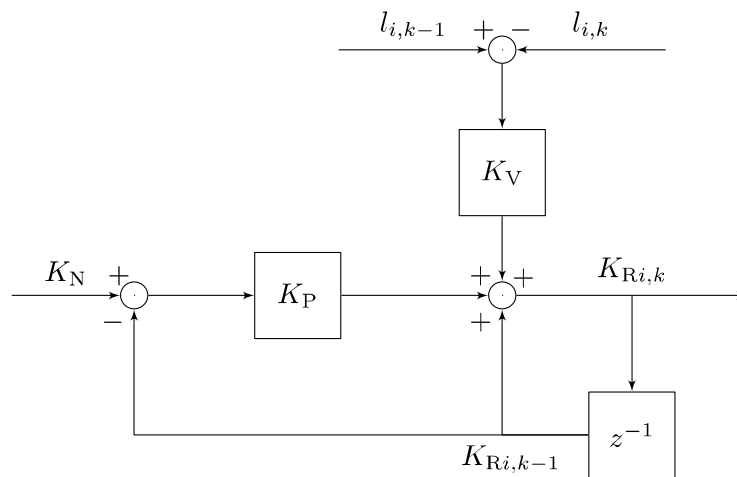 l_{i,k−1} + − l_{i,k}
K_V
K_N + K_P + + K_{Ri,k}
− +
z^{−1}
K_{Ri,k−1}